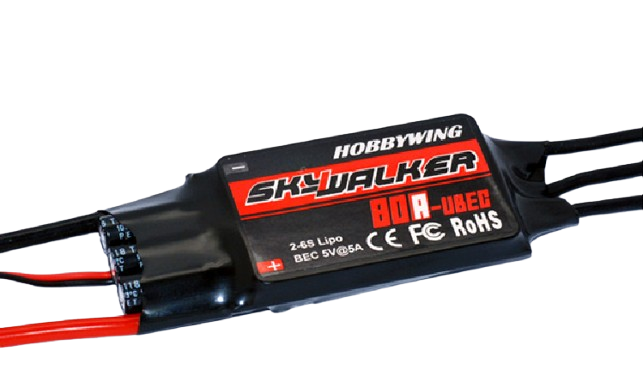 HOBBYWING
SKYWALKER
80A-UBEC
2-6S Lipo
BEC 5V@5A
CE FC RoHS